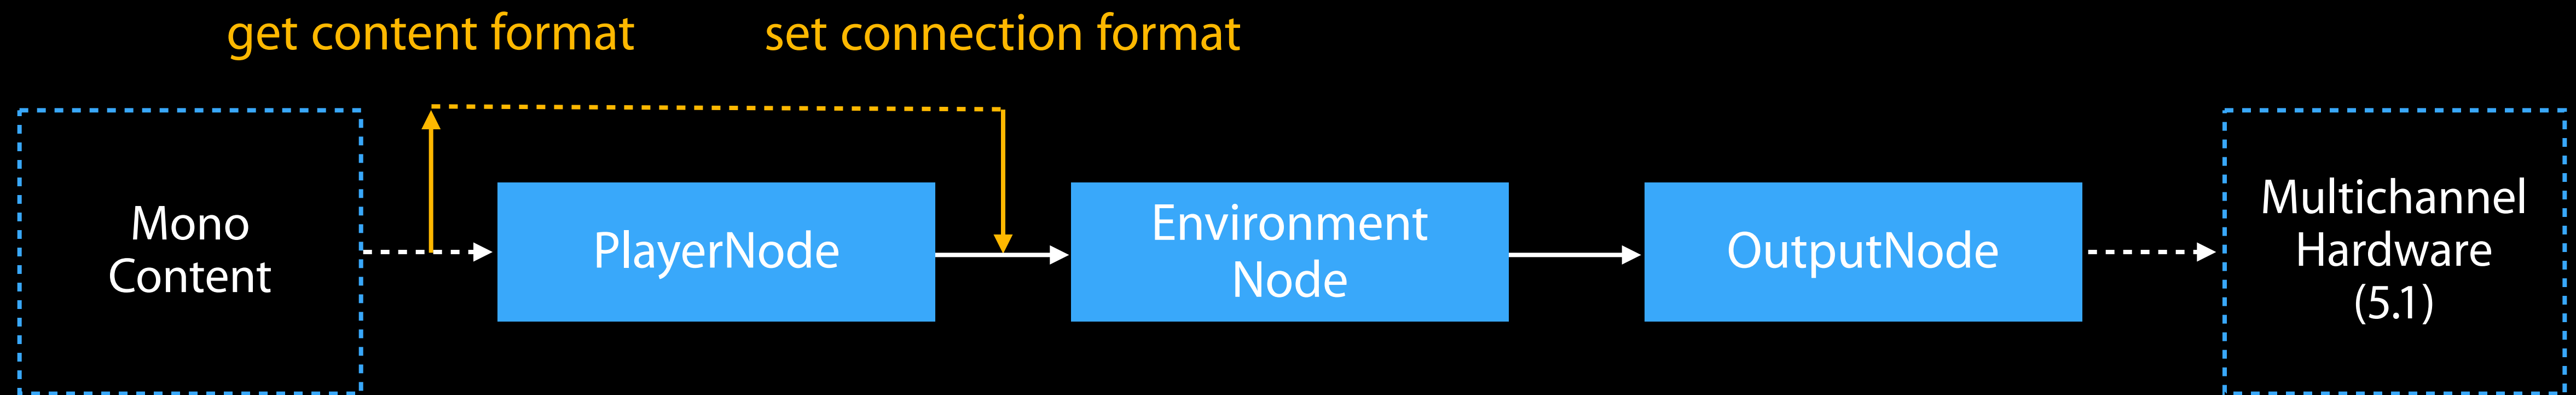 get content format
set connection format
Mono
Content
PlayerNode
Environment
Node
OutputNode
Multichannel
Hardware
(5.1)